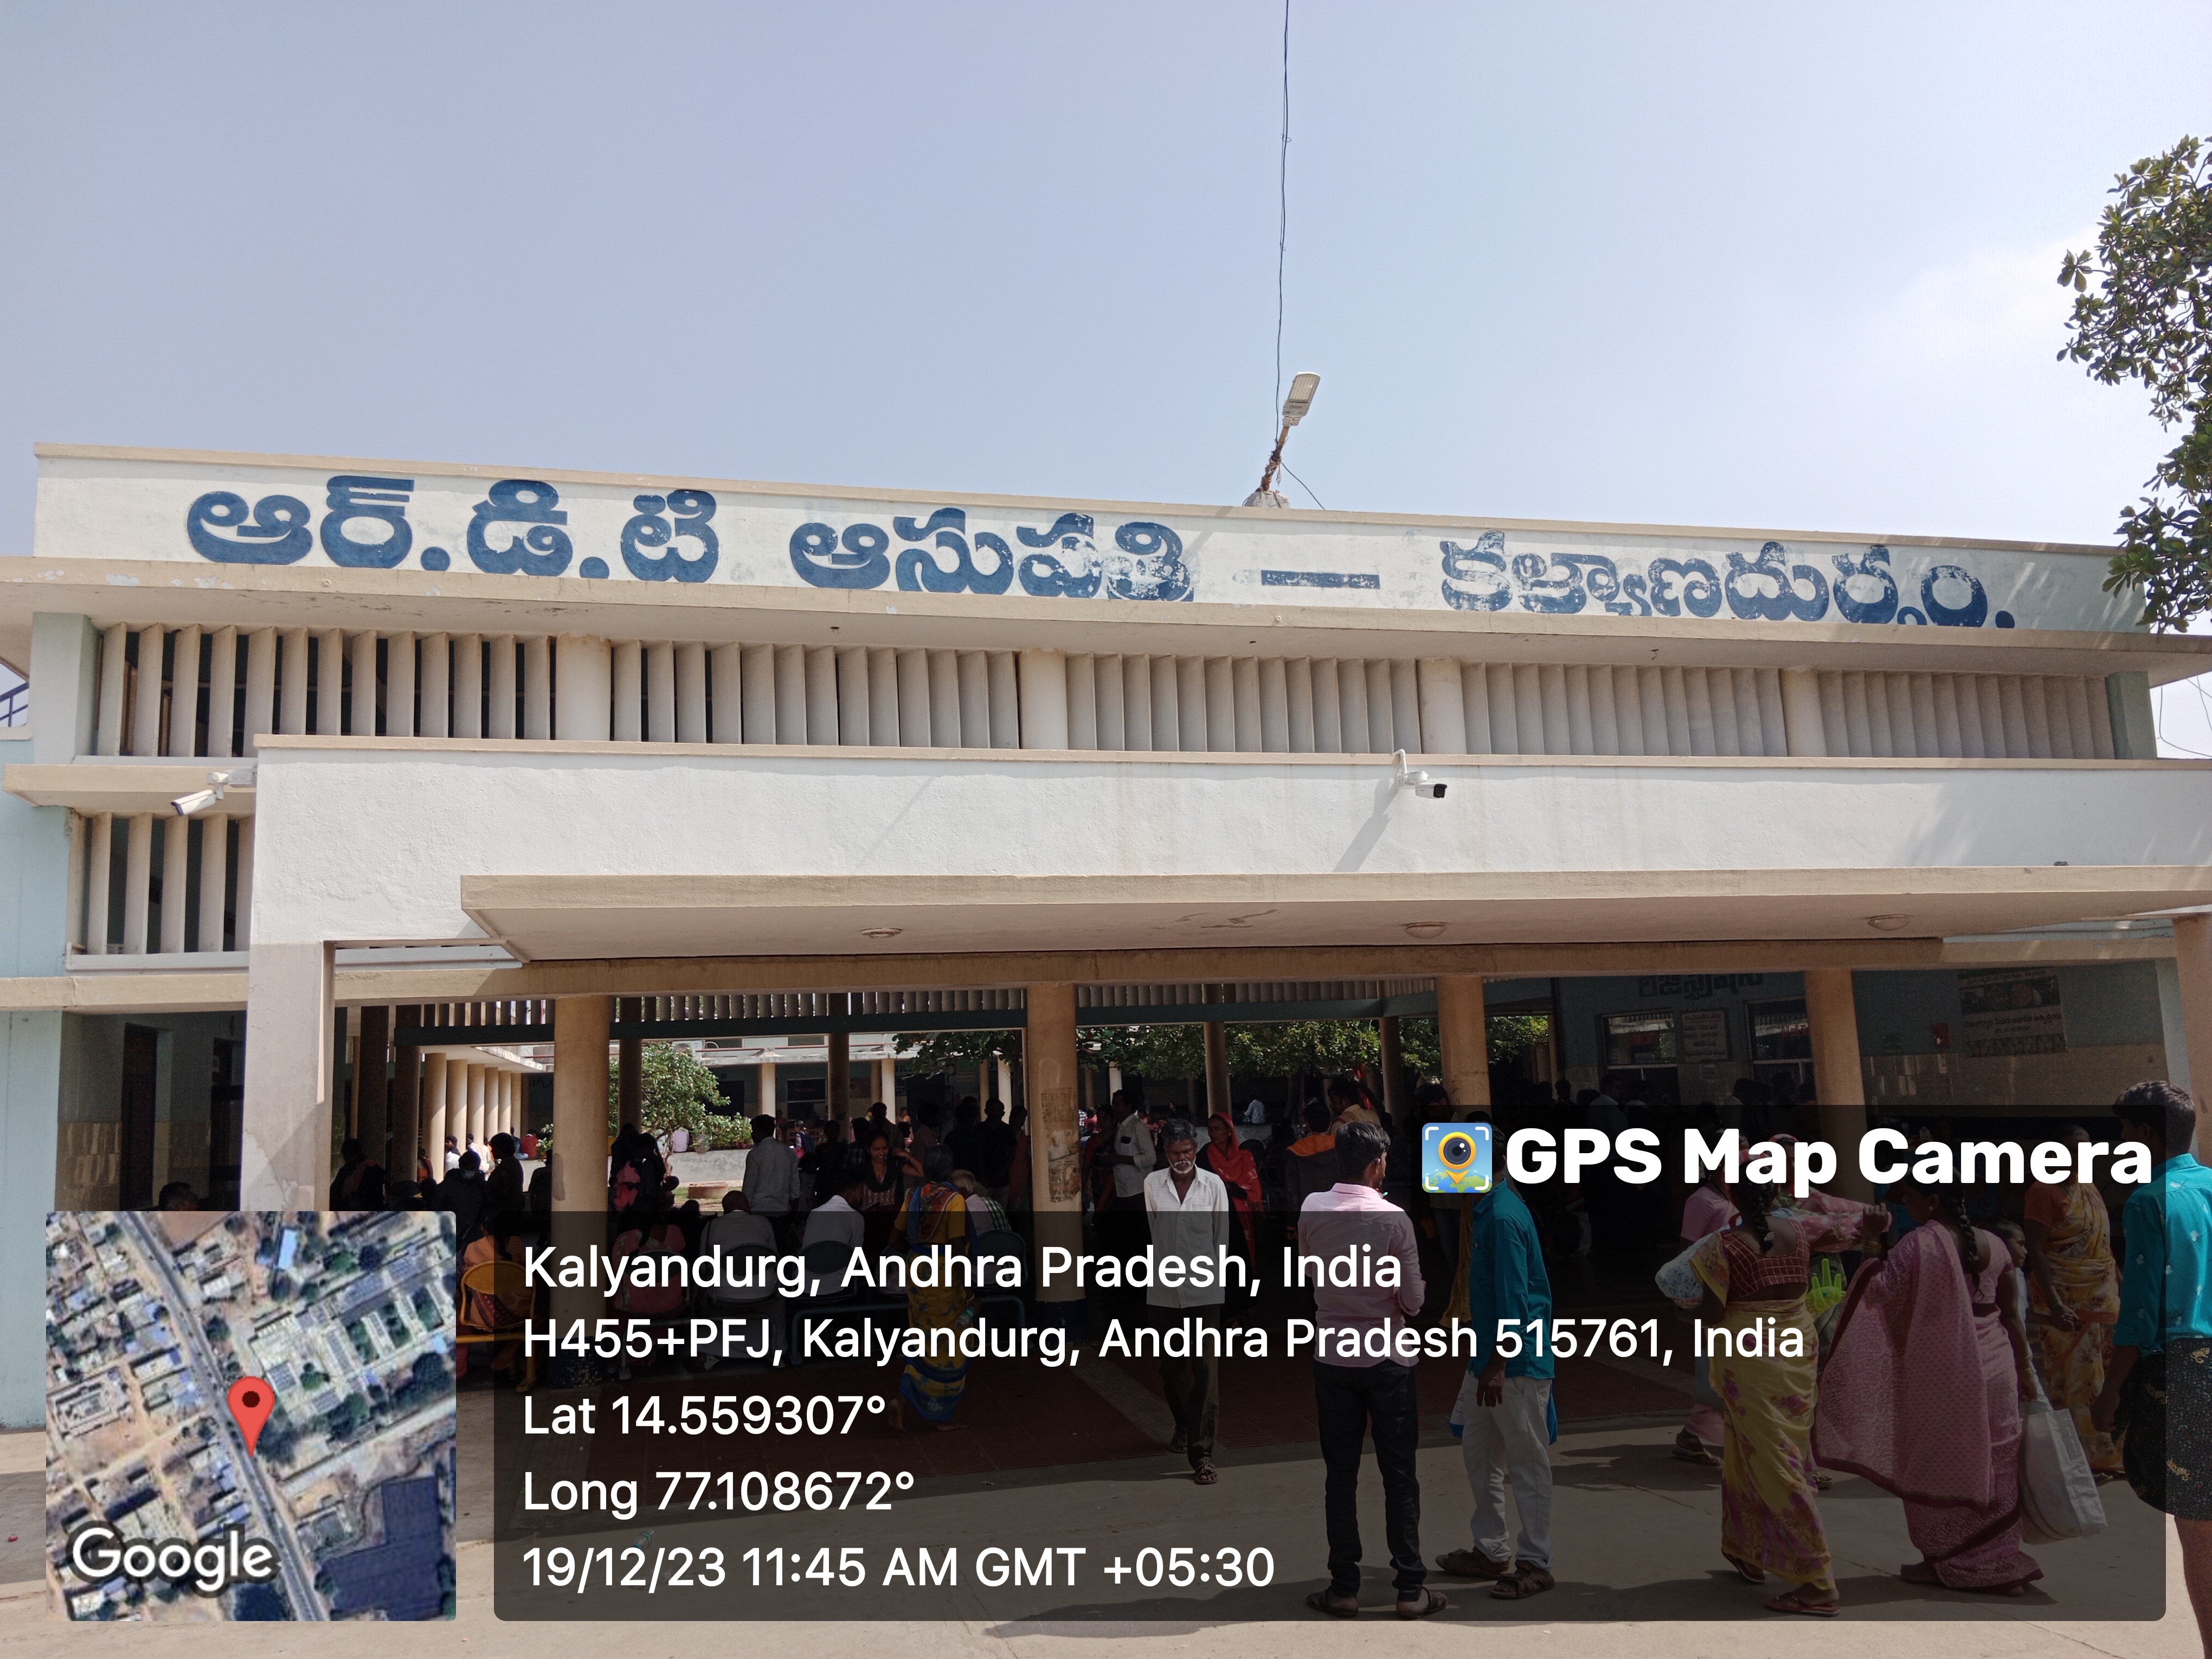 ఆర్.డి.టి ఆసుపత్రి — కళ్యాణదుర్గం.
GPS Map Camera
Kalyandurg, Andhra Pradesh, India
H455+PFJ, Kalyandurg, Andhra Pradesh 515761, India
Lat 14.559307°
Long 77.108672°
19/12/23 11:45 AM GMT +05:30
Google